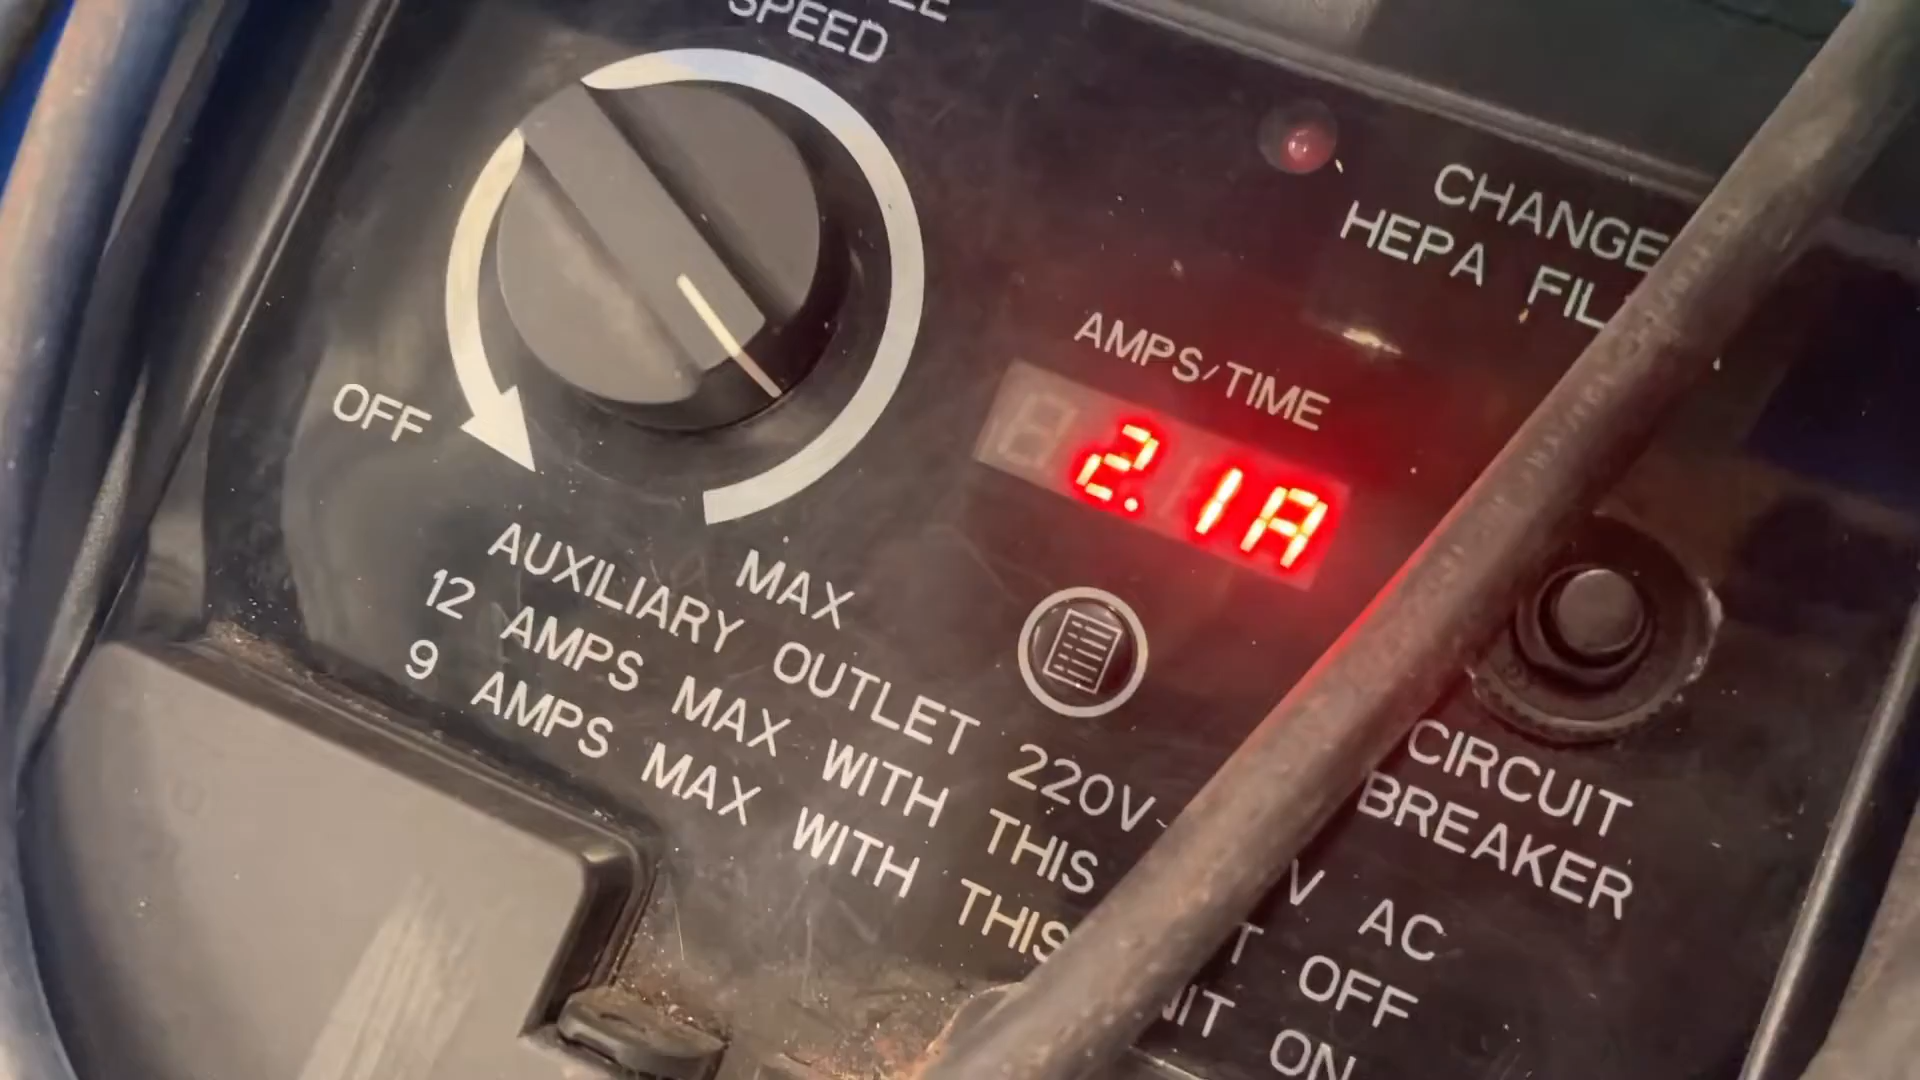 SPEED
OFF
MAX
CHANGE
HEPA
AMPS/TIME
2.1A
AUXILIARY OUTLET 220V~ V AC
12 AMPS MAX WITH THIS OFF
9 AMPS MAX WITH THIS ON
CIRCUIT
BREAKER